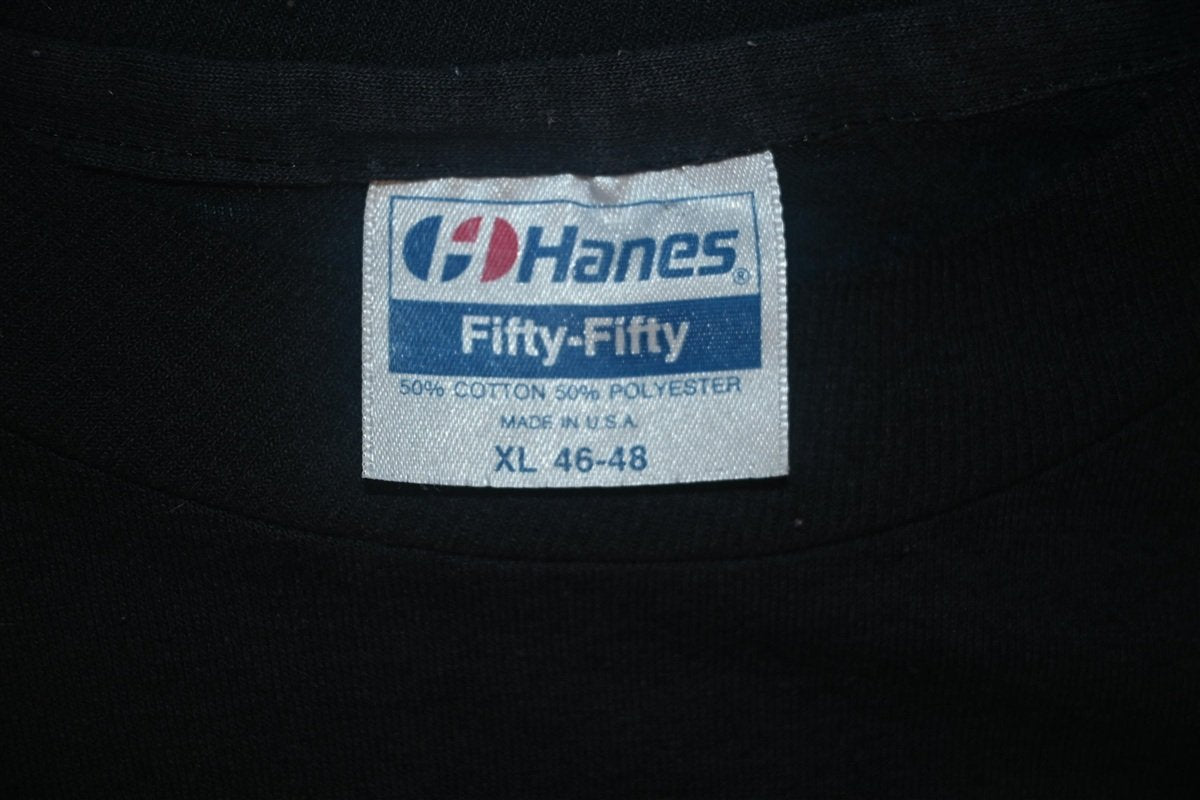 Hanes®
Fifty-Fifty
50% COTTON 50% POLYESTER
MADE IN U.S.A.
XL 46-48